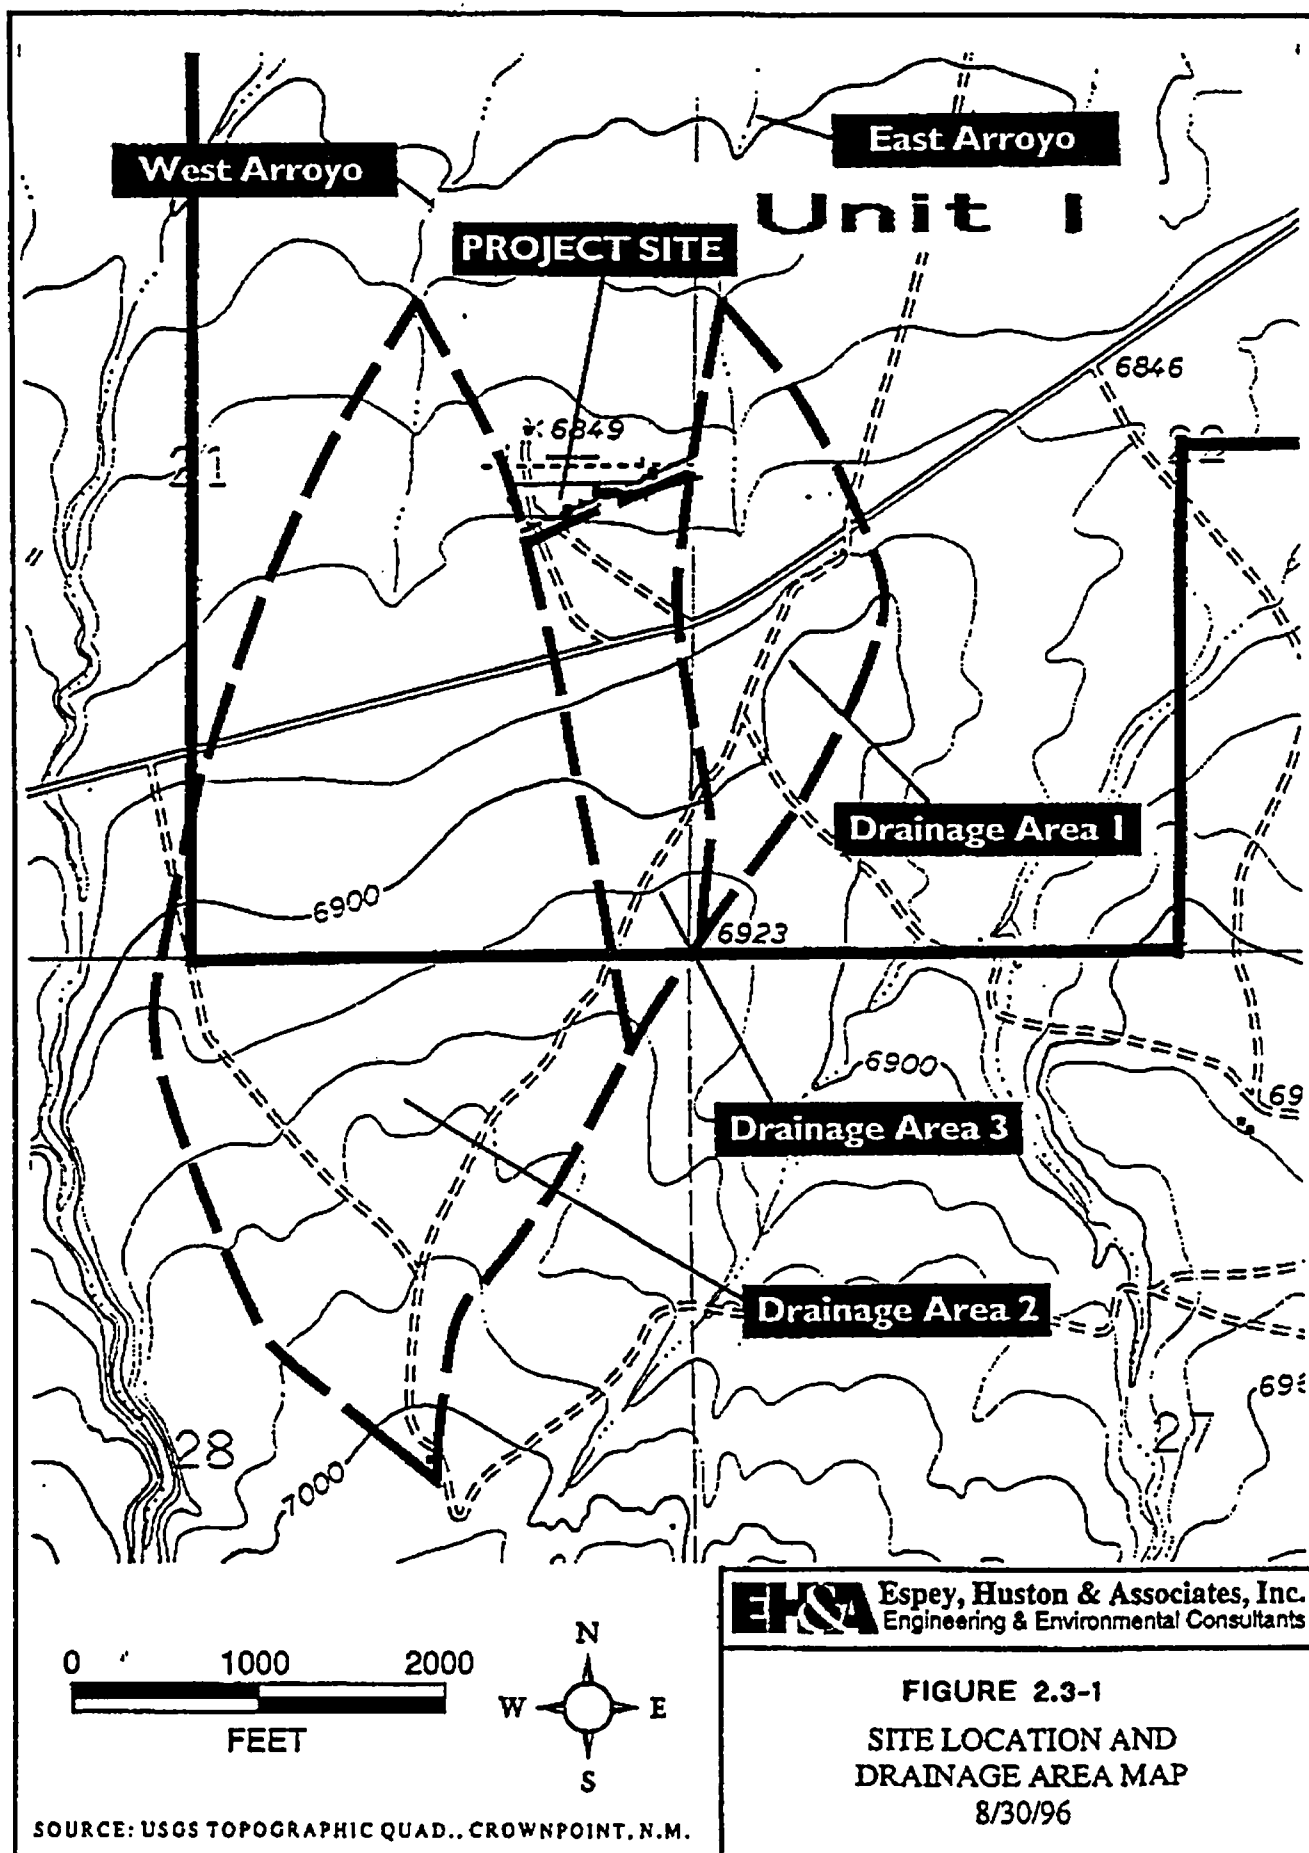 East Arroyo
West Arroyo
Unit 1
PROJECT SITE
6846
6849
21
6900
Drainage Area 1
6923
6900
Drainage Area 3
Drainage Area 2
28
27
7000
EH&A Espey, Huston & Associates, Inc.
Engineering & Environmental Consultants
0 1000 2000
FEET
N
W E
S
FIGURE 2.3-1
SITE LOCATION AND
DRAINAGE AREA MAP
8/30/96
SOURCE: USGS TOPOGRAPHIC QUAD., CROWNPOINT, N.M.